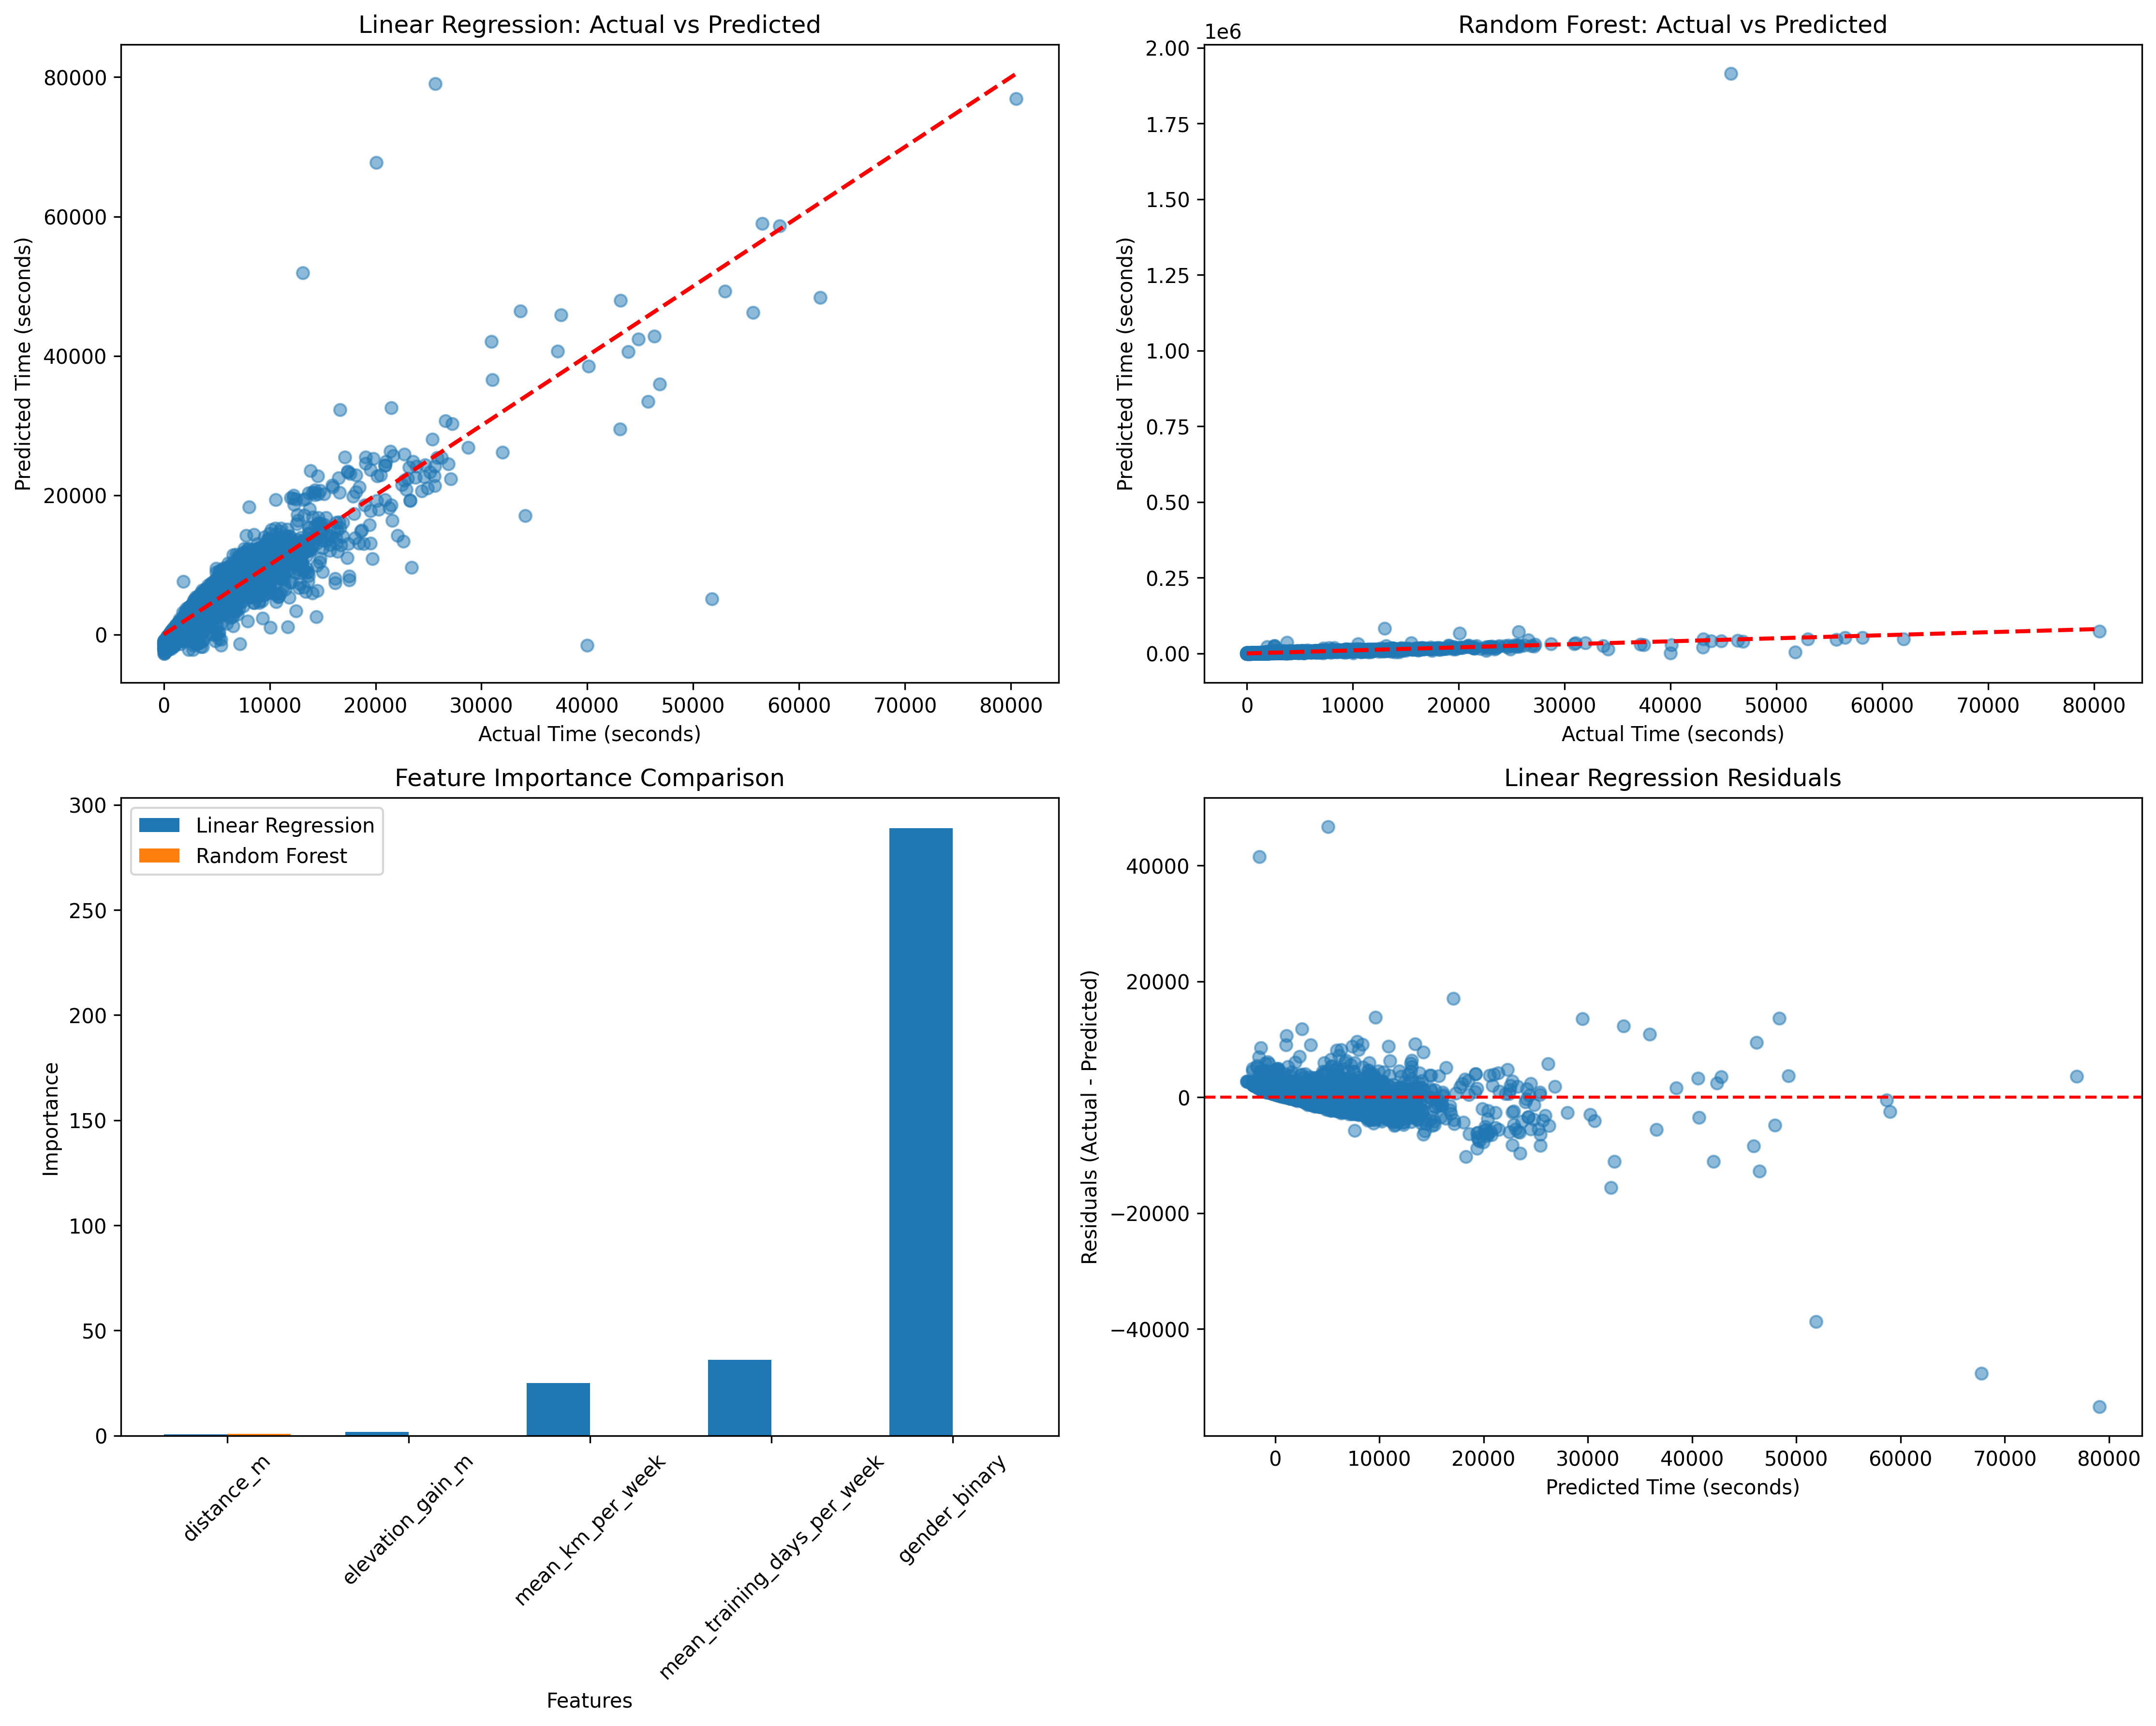 Linear Regression: Actual vs Predicted
Predicted Time (seconds)
80000
60000
40000
20000
0
0 10000 20000 30000 40000 50000 60000 70000 80000
Actual Time (seconds)
Random Forest: Actual vs Predicted
1e6
Predicted Time (seconds)
2.00
1.75
1.50
1.25
1.00
0.75
0.50
0.25
0.00
0 10000 20000 30000 40000 50000 60000 70000 80000
Actual Time (seconds)
Feature Importance Comparison
Linear Regression
Random Forest
Importance
300
250
200
150
100
50
0
distance_m
elevation_gain_m
mean_km_per_week
mean_training_days_per_week
gender_binary
Features
Linear Regression Residuals
Residuals (Actual - Predicted)
40000
20000
0
−20000
−40000
0 10000 20000 30000 40000 50000 60000 70000 80000
Predicted Time (seconds)